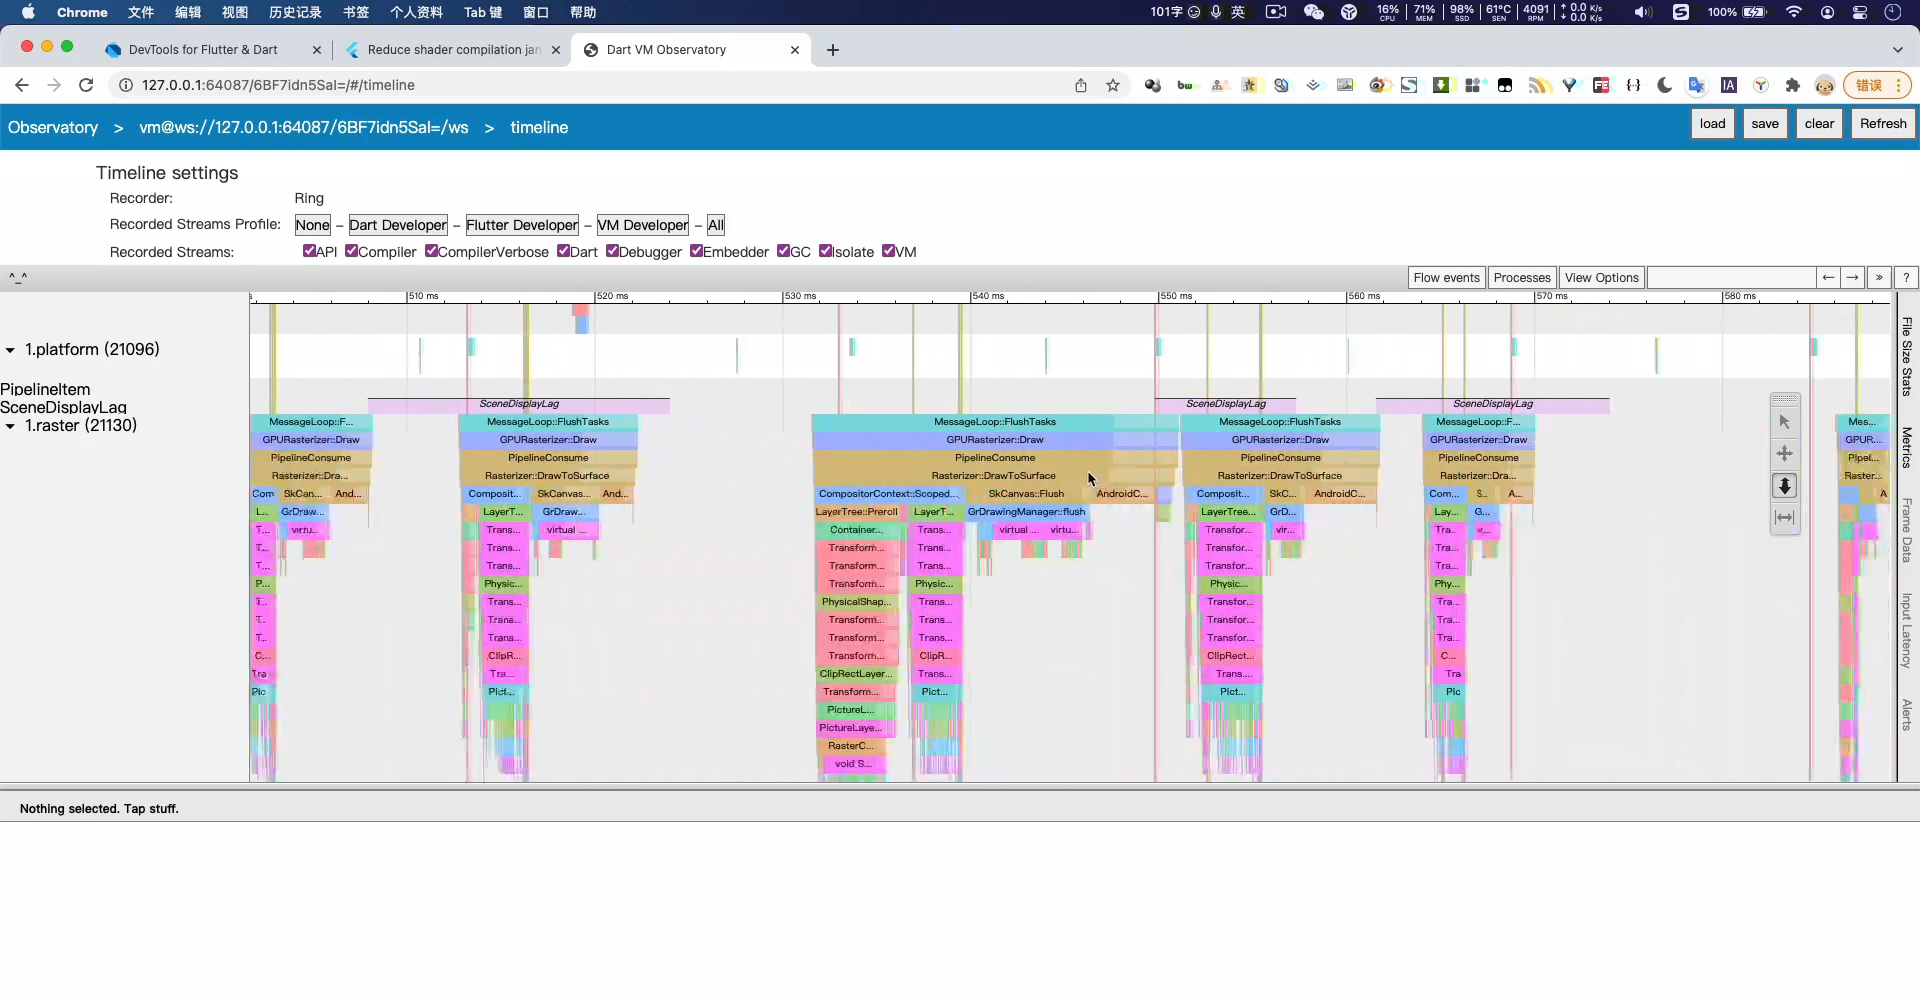 Chrome 文件 编辑 视图 历史记录 书签 个人资料 Tab 键 窗口 帮助 101字 英 16% CPU 71% MEM 98% SSD 61°C SEN 4091 RPM ↑ 0.0 K/s ↓ 0.0 K/s 100%
DevTools for Flutter & Dart Reduce shader compilation jan Dart VM Observatory
127.0.0.1:64087/6BF7idn5Sal=/#/timeline 错误
Observatory > vm@ws://127.0.0.1:64087/6BF7idn5Sal=/ws > timeline load save clear Refresh
Timeline settings
Recorder: Ring
Recorded Streams Profile: None – Dart Developer – Flutter Developer – VM Developer – All
Recorded Streams: API Compiler CompilerVerbose Dart Debugger Embedder GC Isolate VM
^_^ Flow events Processes View Options ← → » ?
510 ms 520 ms 530 ms 540 ms 550 ms 560 ms 570 ms 580 ms
1.platform (21096)
PipelineItem
SceneDisplayLag SceneDisplayLag SceneDisplayLag SceneDisplayLag
1.raster (21130) MessageLoop::F... MessageLoop::FlushTasks MessageLoop::FlushTasks MessageLoop::FlushTasks MessageLoop::F... Mes...
GPURasterizer::Draw GPURasterizer::Draw GPURasterizer::Draw GPURasterizer::Draw GPURasterizer::Draw GPUR...
PipelineConsume PipelineConsume PipelineConsume PipelineConsume PipelineConsume Pipel...
Rasterizer::Dra... Rasterizer::DrawToSurface Rasterizer::DrawToSurface Rasterizer::DrawToSurface Rasterizer::Dra... Raster...
Com SkCan... And... Composit... SkCanvas... And... CompositorContext::Scoped... SkCanvas::Flush AndroidC... Composit... SkC... AndroidC... Com... S... A... A
L... GrDraw... LayerT... GrDraw... LayerTree::Preroll LayerT... GrDrawingManager::flush LayerTree... GrD... Lay... G...
T... virtu... Trans... virtual ... Container... Trans... virtual ... virtu... Transfor... vir... Tra... v...
T... Trans... Transform... Trans... Transfor... Tra...
T... Trans... Transform... Trans... Transfor... Tra...
P... Physic... PhysicalShap... Physic... Physic... Phy...
T... Trans... Transform... Trans... Transfor... Tra...
T... Trans... Transform... Trans... Transfor... Tra...
T... Trans... Transform... Trans... Transfor... Tra...
C... ClipR... ClipRectLayer... ClipR... ClipRect... C...
Tra Tra... Transform... Trans... Trans... Tra
Pic Pict... PictureL... Pict... Pict... Pic
PictureLaye...
RasterC...
void S...
File Size Stats
Metrics
Frame Data
Input Latency
Alerts
Nothing selected. Tap stuff.